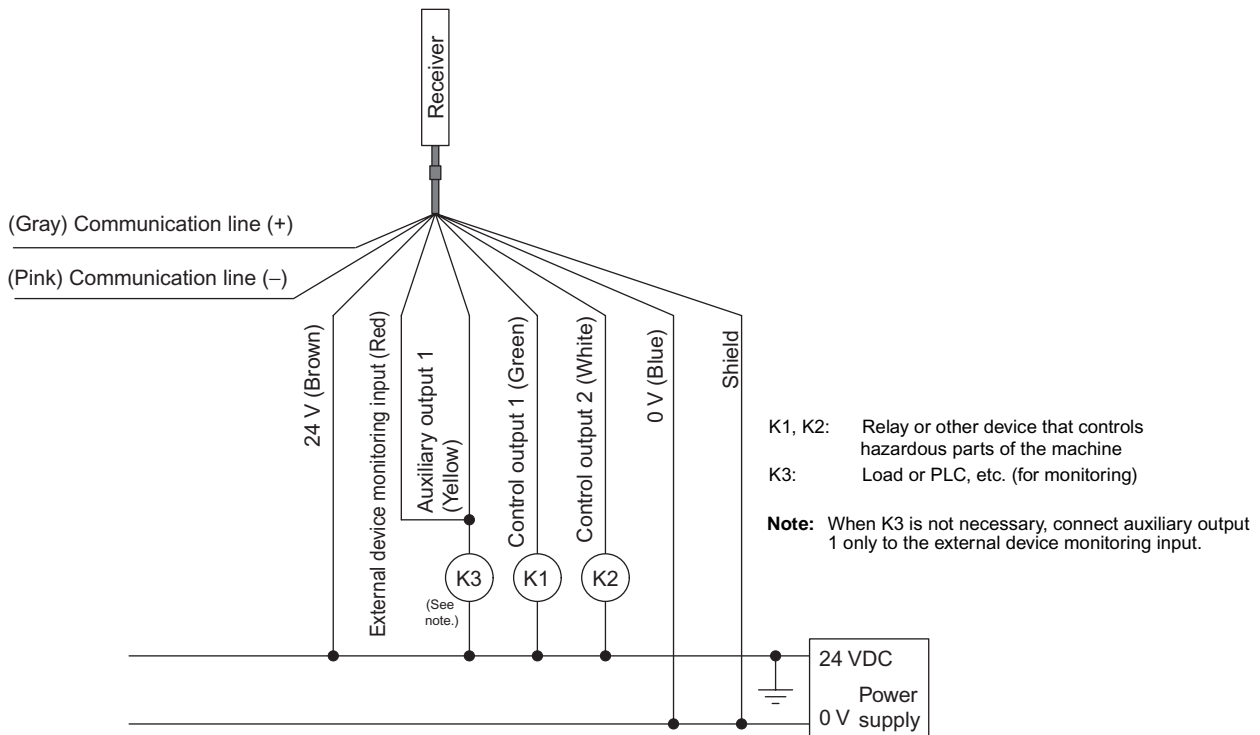 Receiver
(Gray) Communication line (+)
(Pink) Communication line (–)
24 V (Brown)
External device monitoring input (Red)
Auxiliary output 1
(Yellow)
Control output 1 (Green)
Control output 2 (White)
0 V (Blue)
Shield
K1, K2: Relay or other device that controls
hazardous parts of the machine
K3: Load or PLC, etc. (for monitoring)
Note: When K3 is not necessary, connect auxiliary output
1 only to the external device monitoring input.
K3
K1
K2
(See
note.)
24 VDC
Power
0 V supply